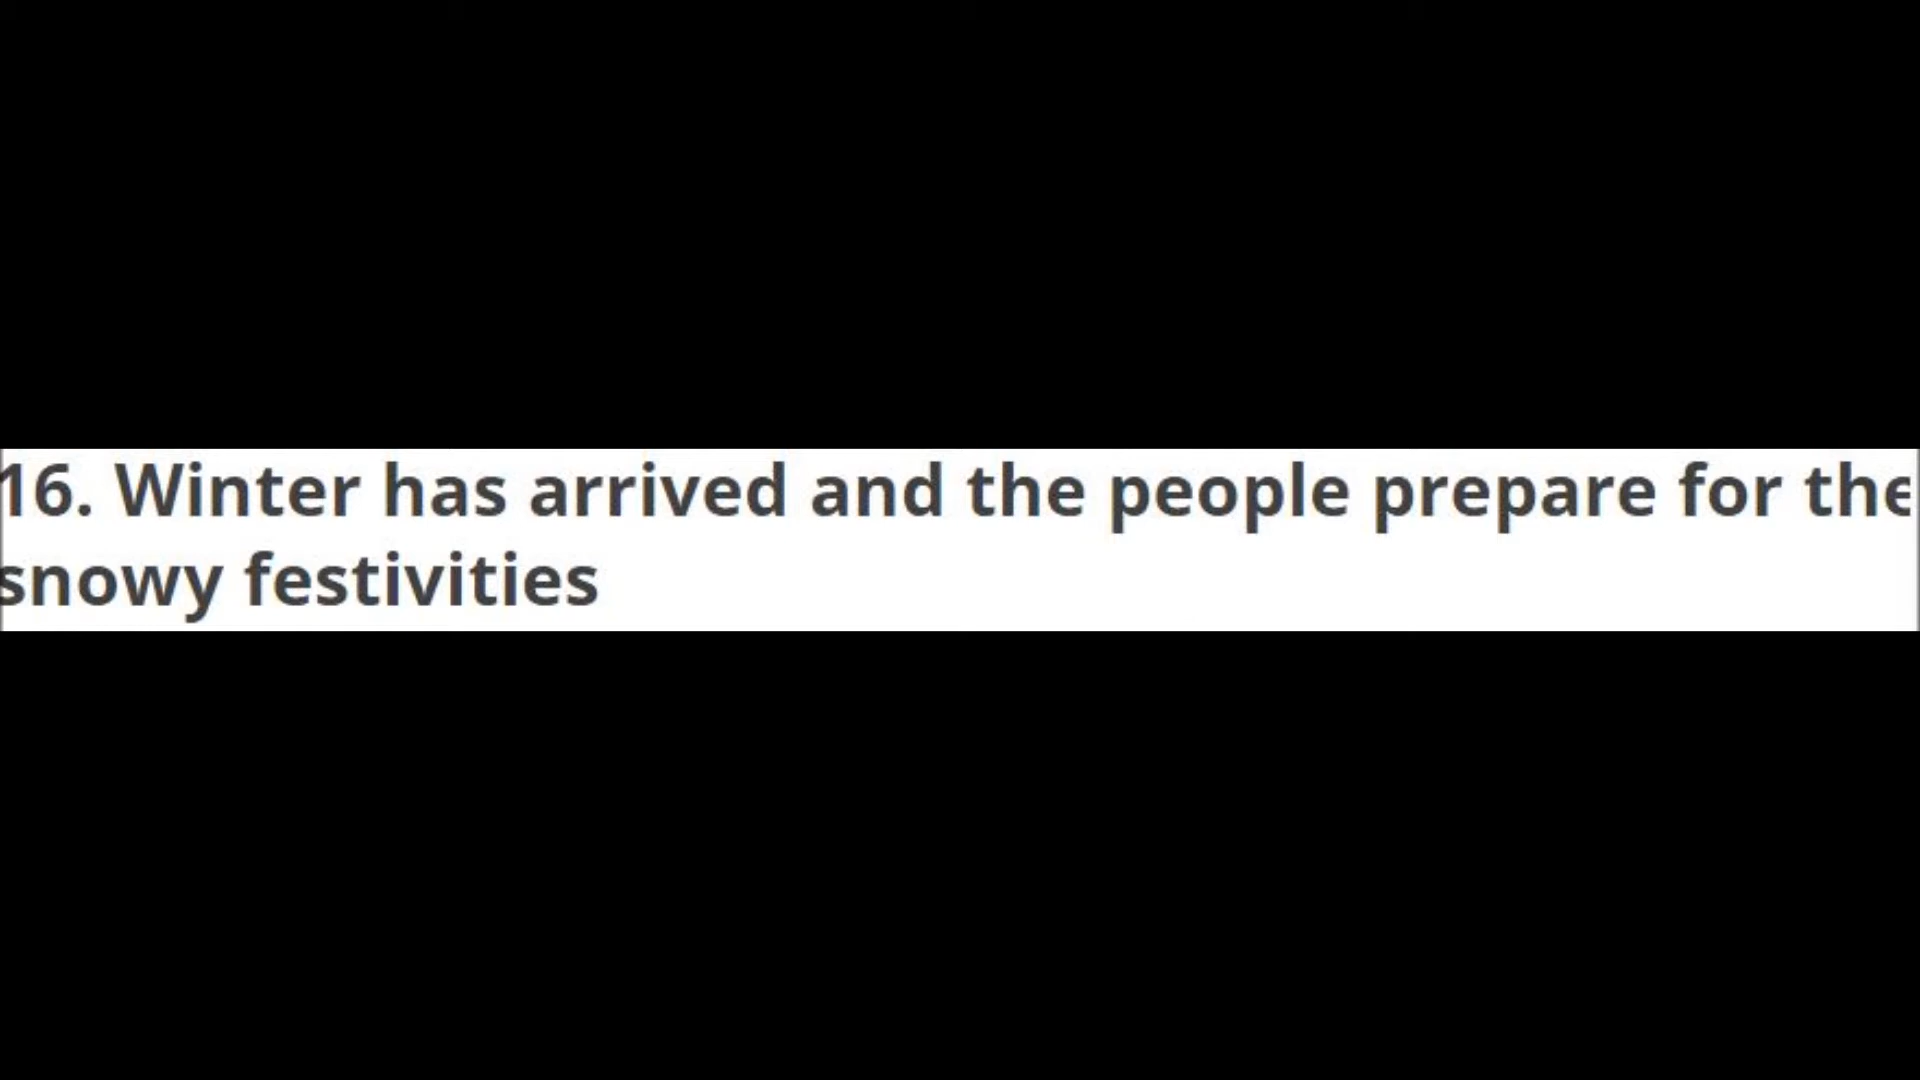 16. Winter has arrived and the people prepare for the
snowy festivities